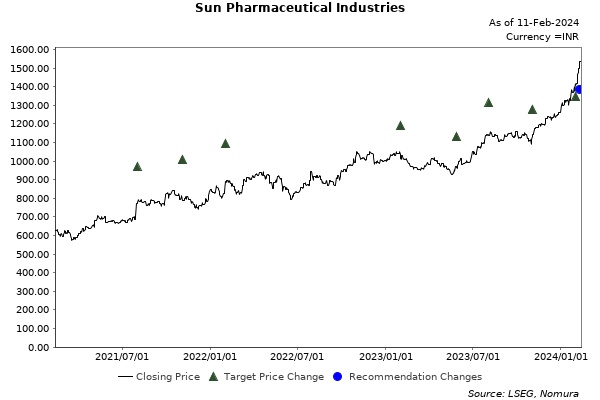 Sun Pharmaceutical Industries
As of 11-Feb-2024
Currency =INR
1600.00
1500.00
1400.00
1300.00
1200.00
1100.00
1000.00
900.00
800.00
700.00
600.00
500.00
400.00
300.00
200.00
100.00
0.00
2021/07/01 2022/01/01 2022/07/01 2023/01/01 2023/07/01 2024/01/01
Closing Price Target Price Change Recommendation Changes
Source: LSEG, Nomura